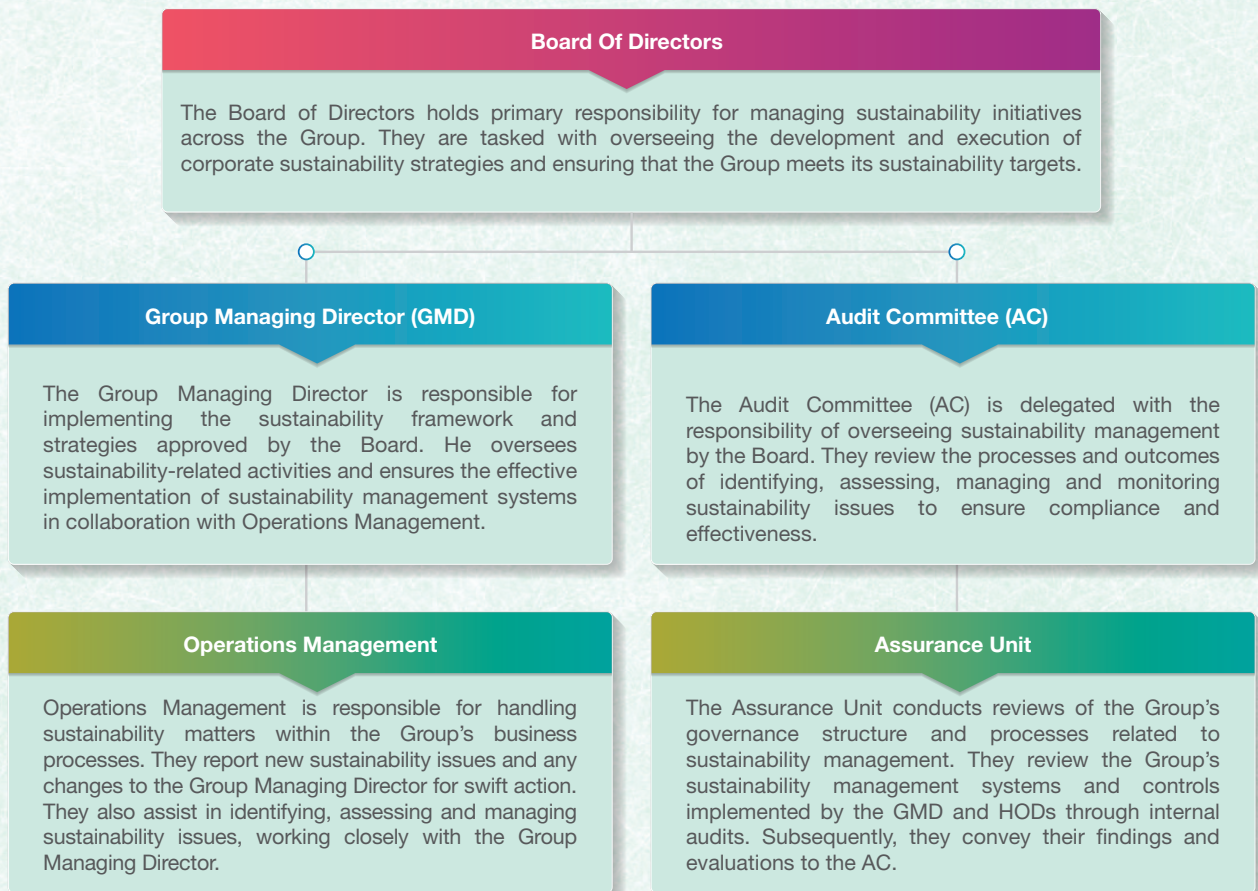 Board Of Directors
The Board of Directors holds primary responsibility for managing sustainability initiatives
across the Group. They are tasked with overseeing the development and execution of
corporate sustainability strategies and ensuring that the Group meets its sustainability targets.
Group Managing Director (GMD)
The Group Managing Director is responsible for
implementing the sustainability framework and
strategies approved by the Board. He oversees
sustainability-related activities and ensures the effective
implementation of sustainability management systems
in collaboration with Operations Management.
Audit Committee (AC)
The Audit Committee (AC) is delegated with the
responsibility of overseeing sustainability management
by the Board. They review the processes and outcomes
of identifying, assessing, managing and monitoring
sustainability issues to ensure compliance and
effectiveness.
Operations Management
Operations Management is responsible for handling
sustainability matters within the Group’s business
processes. They report new sustainability issues and any
changes to the Group Managing Director for swift action.
They also assist in identifying, assessing and managing
sustainability issues, working closely with the Group
Managing Director.
Assurance Unit
The Assurance Unit conducts reviews of the Group’s
governance structure and processes related to
sustainability management. They review the Group’s
sustainability management systems and controls
implemented by the GMD and HODs through internal
audits. Subsequently, they convey their findings and
evaluations to the AC.